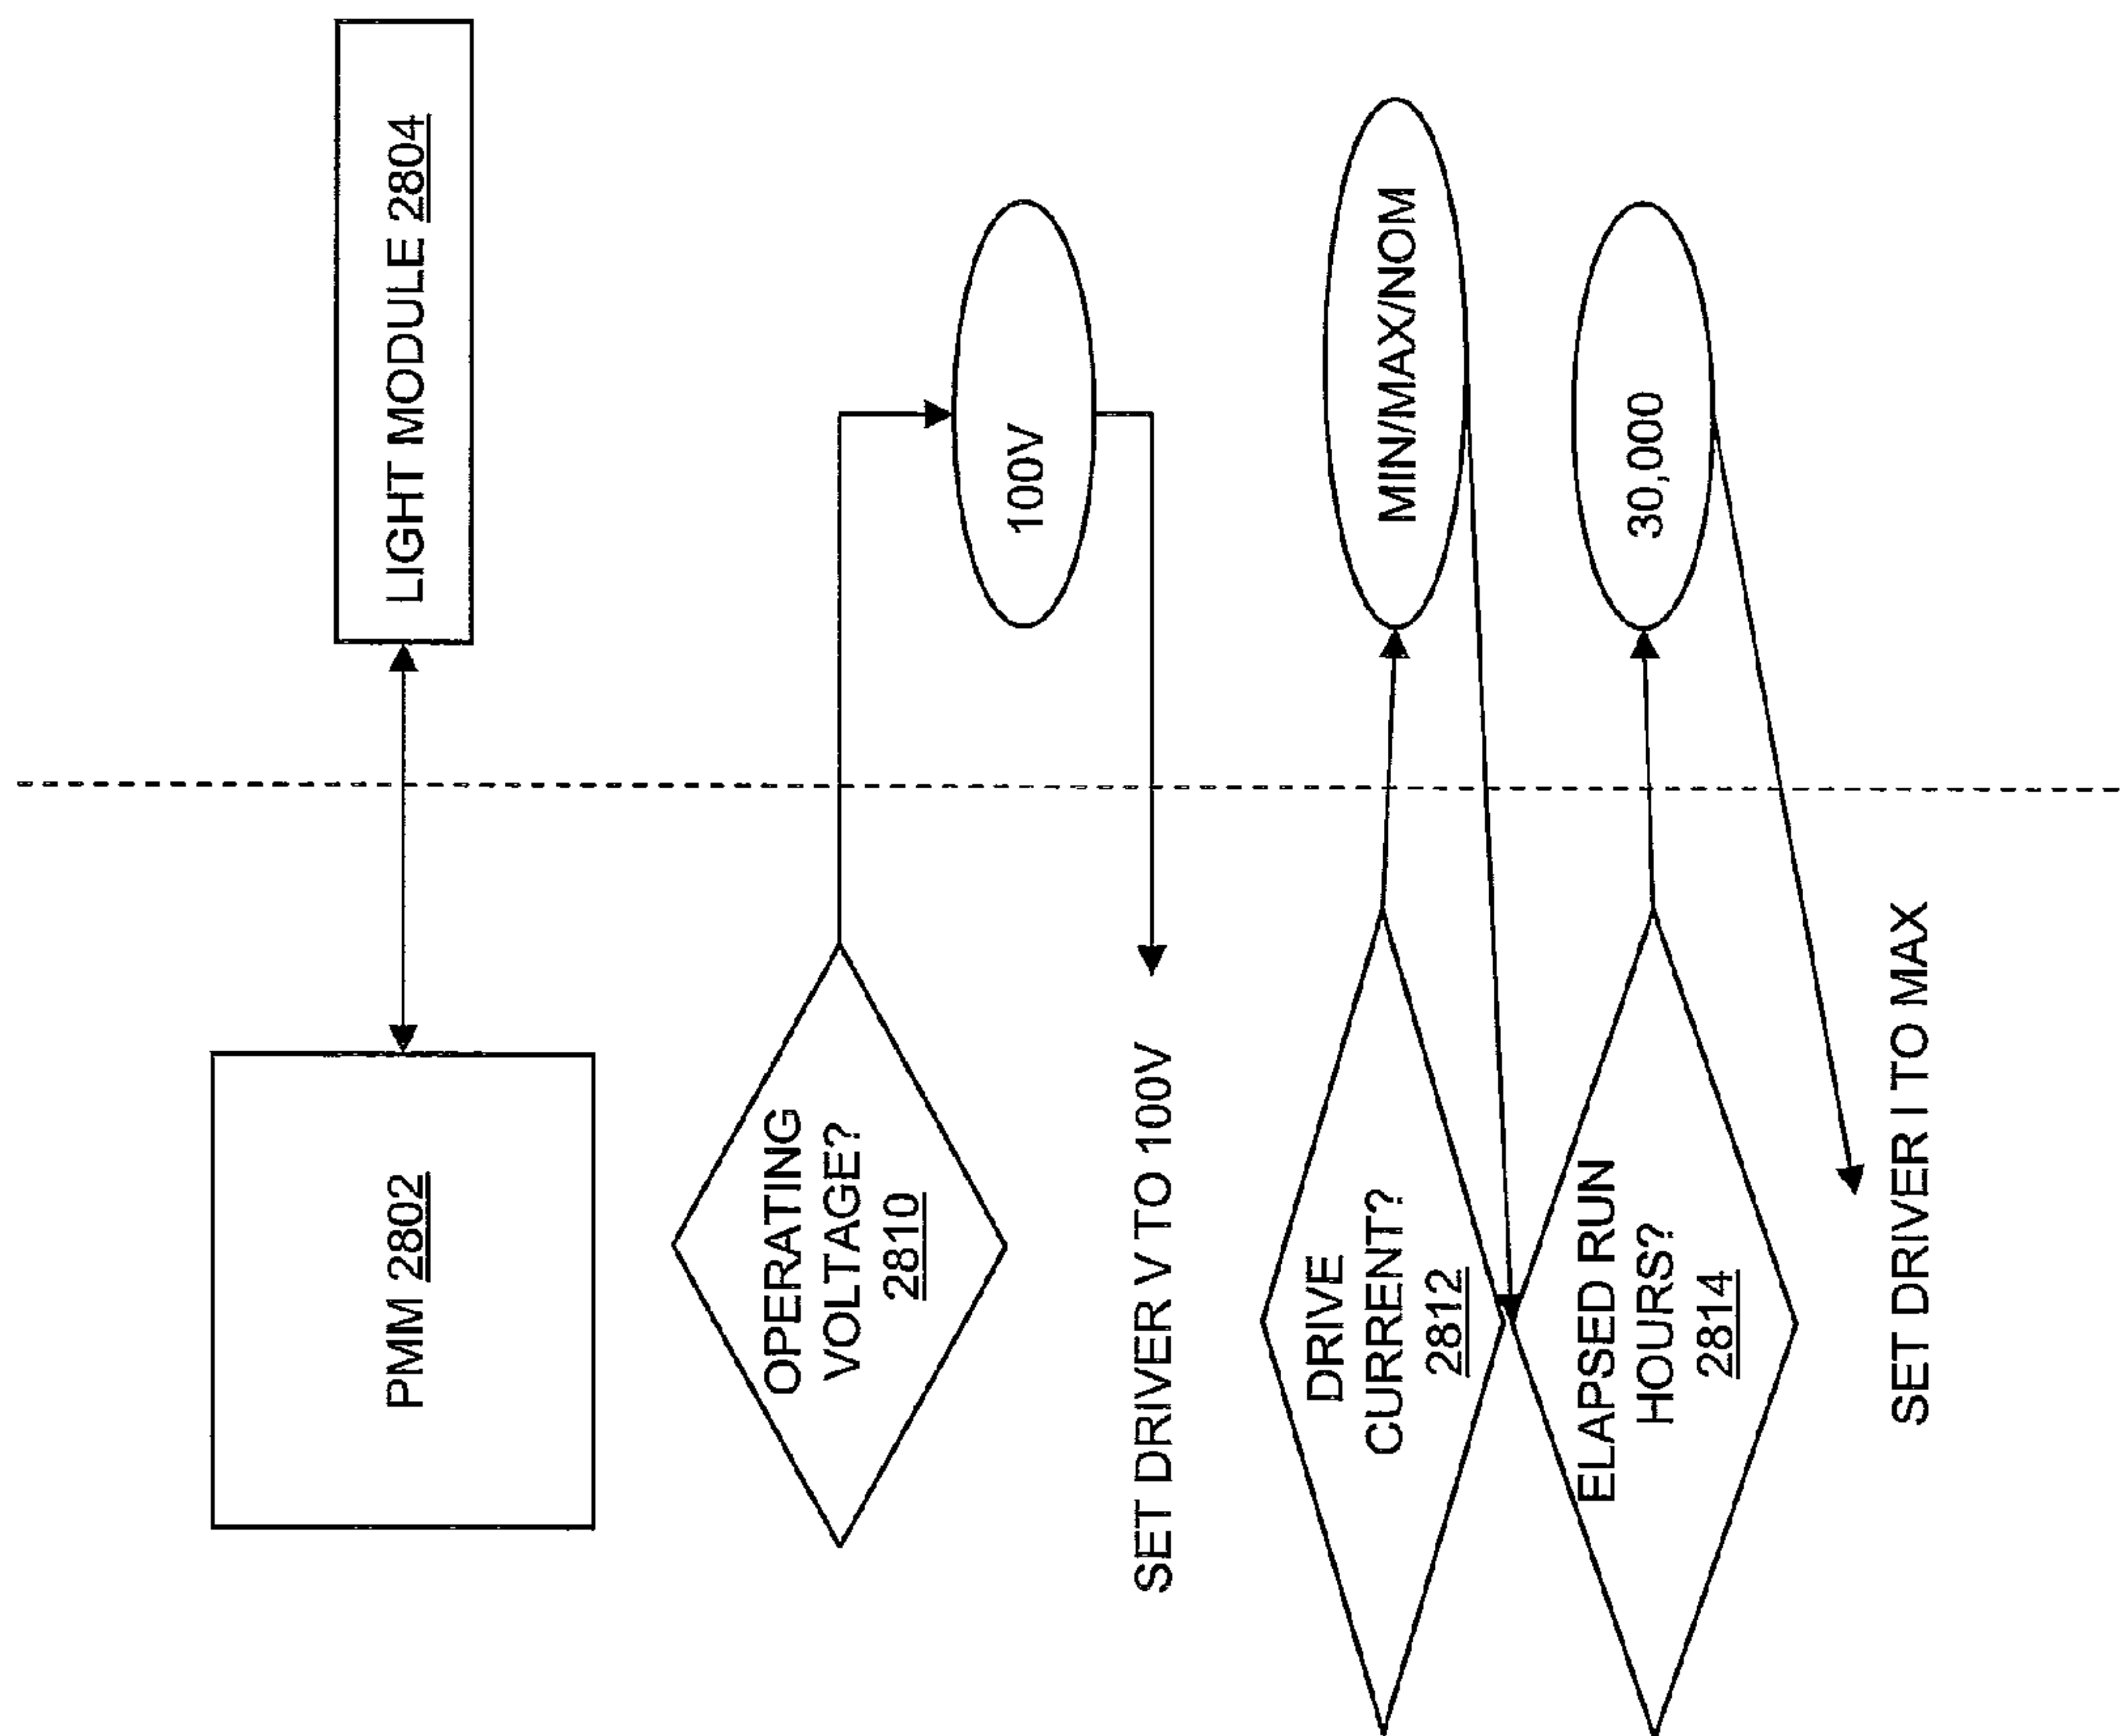 PMM 2802
LIGHT MODULE 2804
OPERATING
VOLTAGE?
2810
100V
SET DRIVER V TO 100V
DRIVE
CURRENT?
2812
MIN/MAX/NOM
ELAPSED RUN
HOURS?
2814
30,000
SET DRIVER I TO MAX